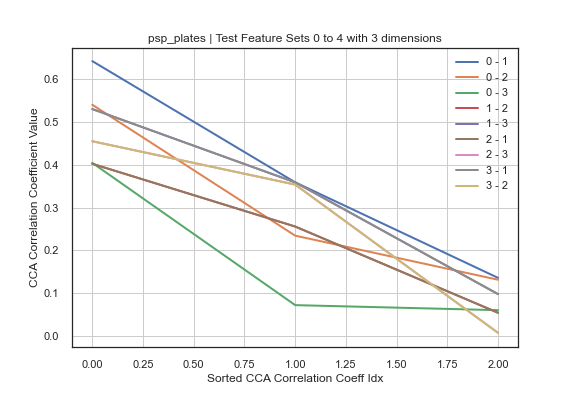 psp_plates | Test Feature Sets 0 to 4 with 3 dimensions
CCA Correlation Coefficient Value
0.6
0.5
0.4
0.3
0.2
0.1
0.0
0 - 1
0 - 2
0 - 3
1 - 2
1 - 3
2 - 1
2 - 3
3 - 1
3 - 2
0.00 0.25 0.50 0.75 1.00 1.25 1.50 1.75 2.00
Sorted CCA Correlation Coeff Idx